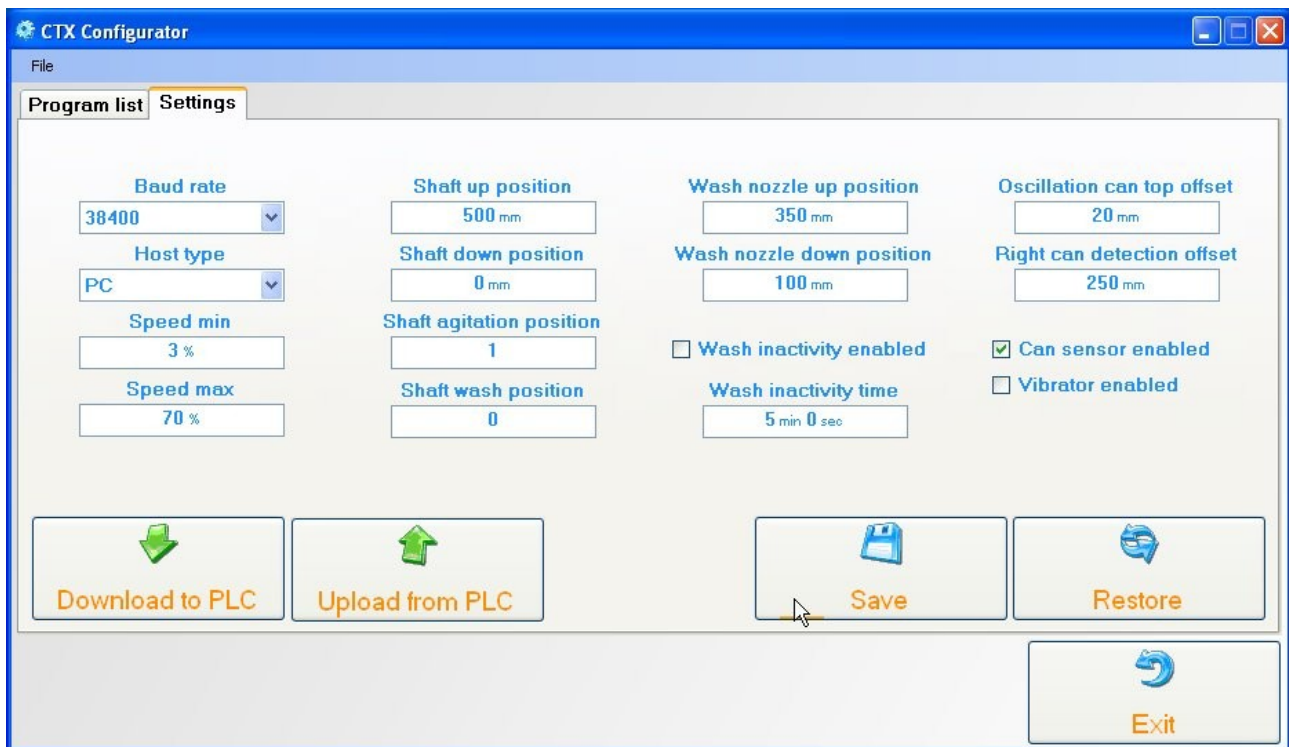 CTX Configurator
File
Program list Settings
Baud rate Shaft up position Wash nozzle up position Oscillation can top offset
38400 500 mm 350 mm 20 mm
Host type Shaft down position Wash nozzle down position Right can detection offset
PC 0 mm 100 mm 250 mm
Speed min Shaft agitation position
3 % 1 Wash inactivity enabled Can sensor enabled
Speed max Shaft wash position Wash inactivity time Vibrator enabled
70 % 0 5 min 0 sec
Download to PLC Upload from PLC Save Restore
Exit